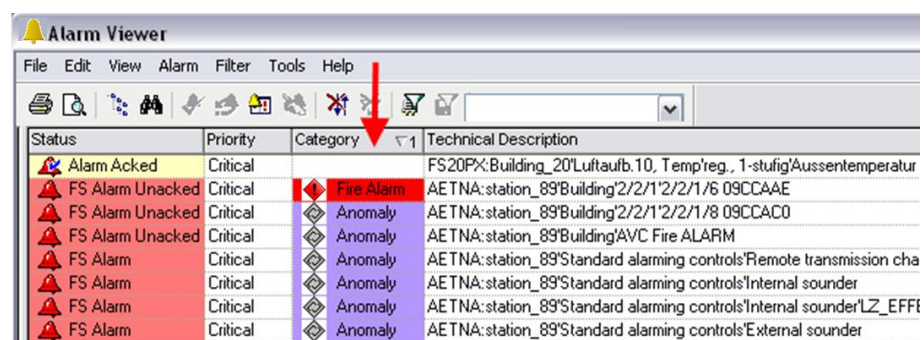 Alarm Viewer
File Edit View Alarm Filter Tools Help
Status Priority Category 1 Technical Description
Alarm Acked Critical FS20PX:Building_20'Luftaufb.10, Temp'reg., 1-stufig'Aussentemperatur
FS Alarm Unacked Critical Fire Alarm AETNA:station_89'Building'2/2/1'2/2/1/6 09CCAAE
FS Alarm Unacked Critical Anomaly AETNA:station_89'Building'2/2/1'2/2/1/8 09CCAC0
FS Alarm Unacked Critical Anomaly AETNA:station_89'Building'AVC Fire ALARM
FS Alarm Critical Anomaly AETNA:station_89'Standard alarming controls'Remote transmission cha
FS Alarm Critical Anomaly AETNA:station_89'Standard alarming controls'Internal sounder
FS Alarm Critical Anomaly AETNA:station_89'Standard alarming controls'Internal sounder'LZ_EFFE
FS Alarm Critical Anomaly AETNA:station_89'Standard alarming controls'External sounder